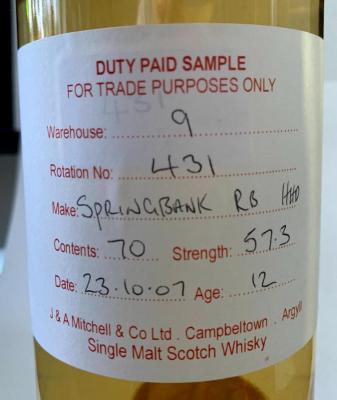 DUTY PAID SAMPLE
FOR TRADE PURPOSES ONLY
Warehouse: 9
Rotation No: 431
Make: SPRINGBANK RB HHD
Contents: 70 Strength: 57.3
Date: 23.10.07 Age: 12
J & A Mitchell & Co Ltd . Campbeltown . Argyll
Single Malt Scotch Whisky